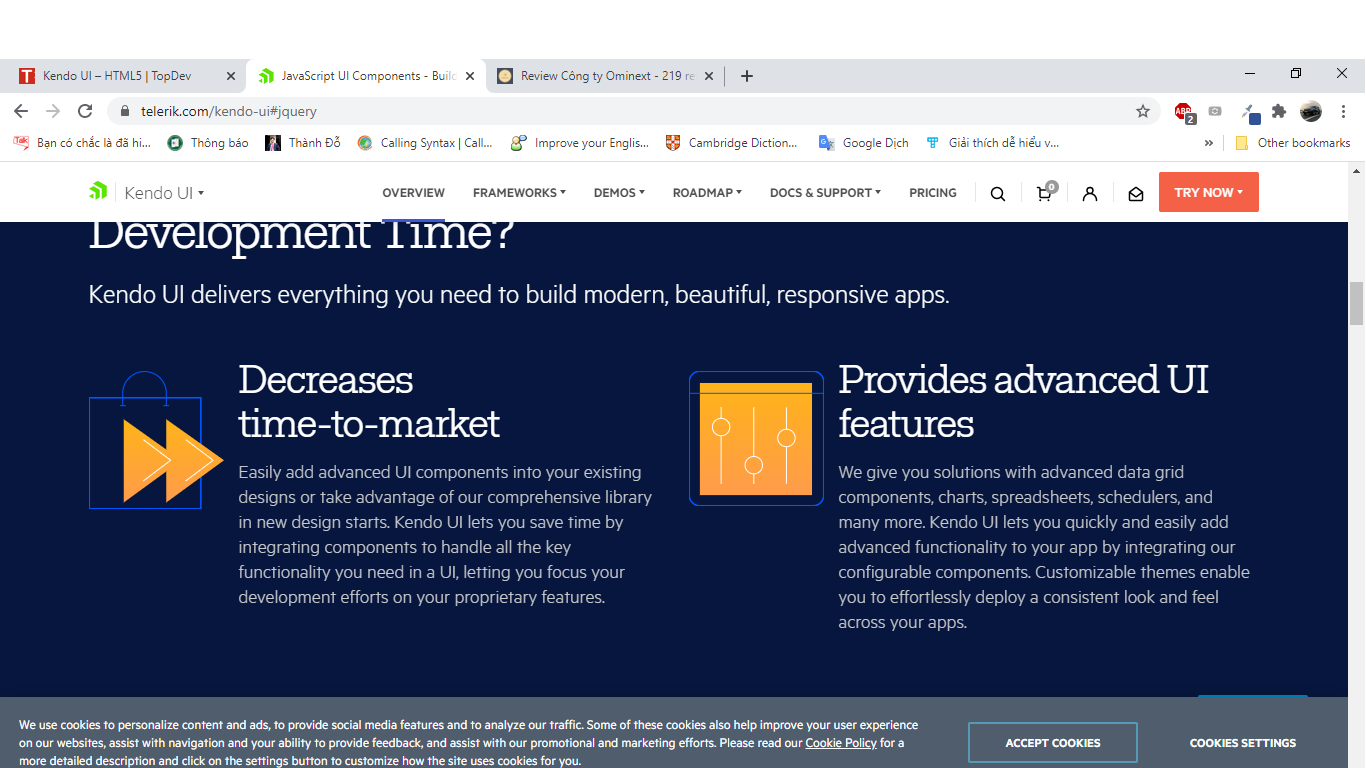 Kendo UI – HTML5 | TopDev
JavaScript UI Components - Build
Review Công ty Ominext - 219 re
telerik.com/kendo-ui#jquery
ABP
2
Talk
Bạn có chắc là đã hi...
Thông báo
Thành Đỗ
Calling Syntax | Call...
Improve your Englis...
Cambridge Diction...
Google Dịch
Giải thích dễ hiểu v...
»
Other bookmarks
Kendo UI
OVERVIEW
FRAMEWORKS
DEMOS
ROADMAP
DOCS & SUPPORT
PRICING
0
TRY NOW
Development Time?
Kendo UI delivers everything you need to build modern, beautiful, responsive apps.
Decreases
time-to-market
Easily add advanced UI components into your existing
designs or take advantage of our comprehensive library
in new design starts. Kendo UI lets you save time by
integrating components to handle all the key
functionality you need in a UI, letting you focus your
development efforts on your proprietary features.
Provides advanced UI
features
We give you solutions with advanced data grid
components, charts, spreadsheets, schedulers, and
many more. Kendo UI lets you quickly and easily add
advanced functionality to your app by integrating our
configurable components. Customizable themes enable
you to effortlessly deploy a consistent look and feel
across your apps.
We use cookies to personalize content and ads, to provide social media features and to analyze our traffic. Some of these cookies also help improve your user experience
on our websites, assist with navigation and your ability to provide feedback, and assist with our promotional and marketing efforts. Please read our Cookie Policy for a
more detailed description and click on the settings button to customize how the site uses cookies for you.
ACCEPT COOKIES
COOKIES SETTINGS